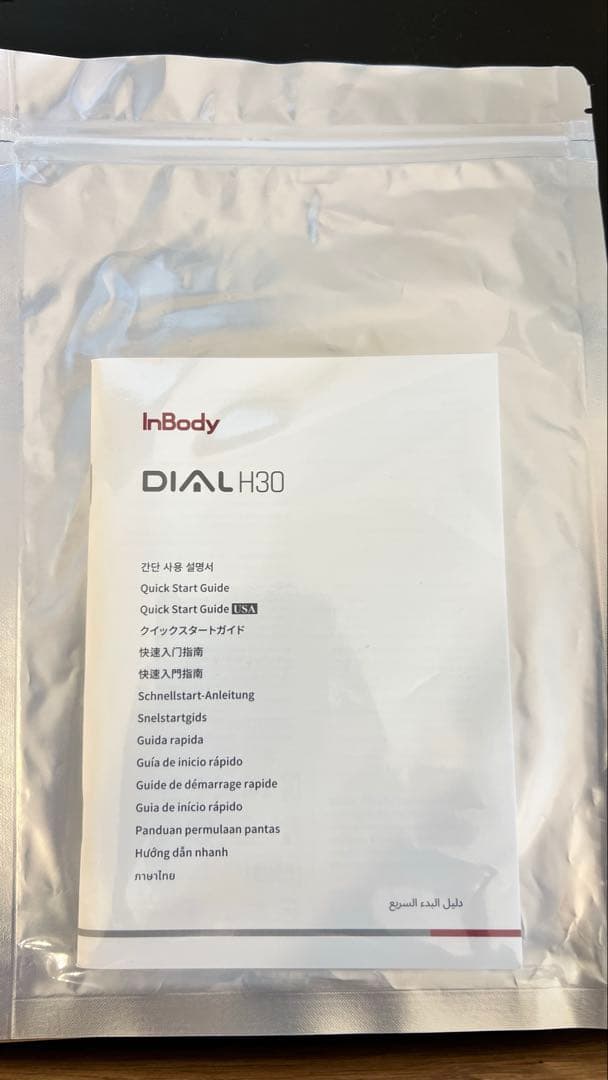 InBody
DIAL H30
간단 사용 설명서
Quick Start Guide
Quick Start Guide USA
クイックスタートガイド
快速入门指南
快速入門指南
Schnellstart-Anleitung
Snelstartgids
Guida rapida
Guía de inicio rápido
Guide de démarrage rapide
Guia de início rápido
Panduan permulaan pantas
Hướng dẫn nhanh
ภาษาไทย
دليل البدء السريع